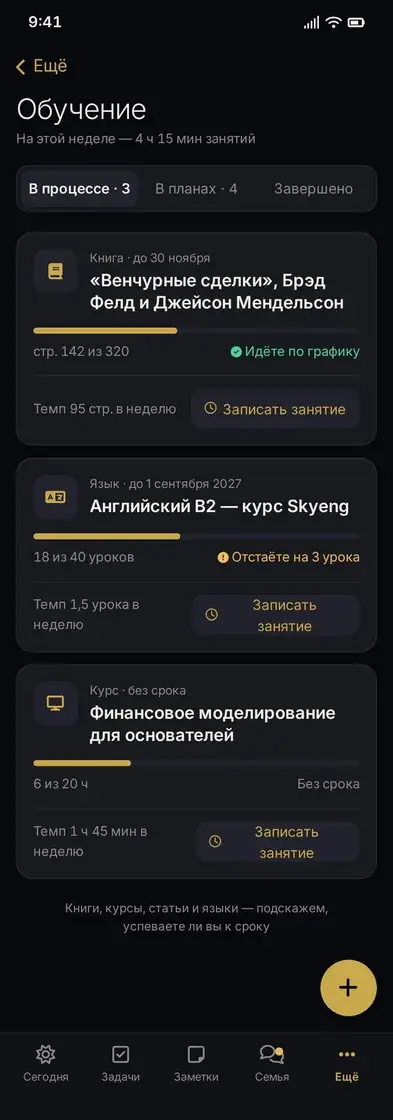 9:41
Ещё
Обучение
На этой неделе — 4 ч 15 мин занятий
В процессе · 3 В планах · 4 Завершено
Книга · до 30 ноября
«Венчурные сделки», Брэд
Фелд и Джейсон Мендельсон
стр. 142 из 320 Идёте по графику
Темп 95 стр. в неделю Записать занятие
Язык · до 1 сентября 2027
Английский B2 — курс Skyeng
18 из 40 уроков Отстаёте на 3 урока
Темп 1,5 урока в
неделю
Записать
занятие
Курс · без срока
Финансовое моделирование
для основателей
6 из 20 ч Без срока
Темп 1 ч 45 мин в
неделю
Записать
занятие
Книги, курсы, статьи и языки — подскажем,
успеваете ли вы к сроку
Сегодня Задачи Заметки Семья Ещё